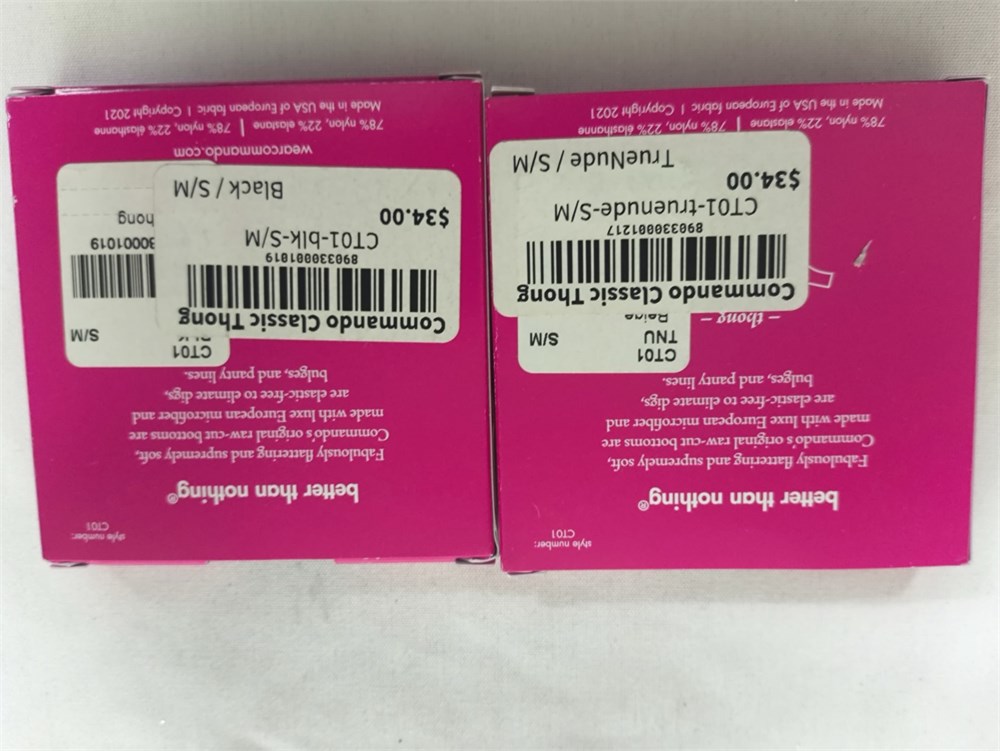 style number:
CT01
better than nothing®
Fabulously flattering and supremely soft,
Commando's original raw-cut bottoms are
made with luxe European microfiber and
are elastic-free to eliminate digs,
bulges, and panty lines.
CT01
TNU S/M
Beige
– thong –
Commando Classic Thong
890330001217
CT01-truenude-S/M
$34.00
TrueNude / S/M
78% nylon, 22% elastane | 78% nylon, 22% élasthanne
Made in the USA of European fabric | Copyright 2021
style number:
CT01
better than nothing®
Fabulously flattering and supremely soft,
Commando's original raw-cut bottoms are
made with luxe European microfiber and
are elastic-free to eliminate digs,
bulges, and panty lines.
CT01
BLK S/M
Commando Classic Thong
890330001019
30001019
CT01-blk-S/M
hong
$34.00
Black / S/M
wearcommando.com
78% nylon, 22% elastane | 78% nylon, 22% élasthanne
Made in the USA of European fabric | Copyright 2021